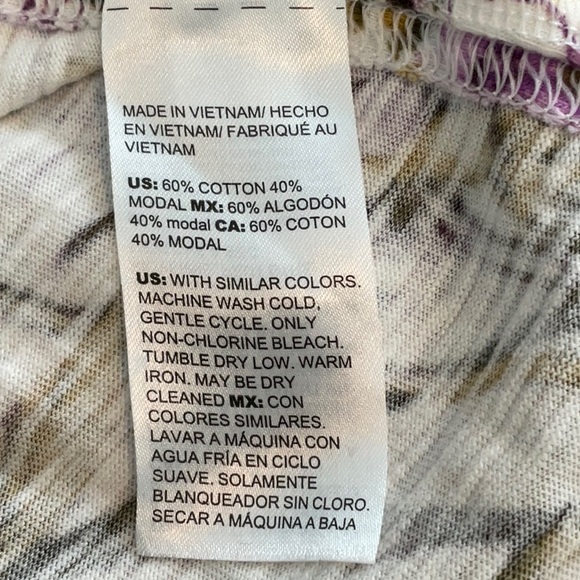 MADE IN VIETNAM/ HECHO
EN VIETNAM/ FABRIQUÉ AU
VIETNAM
US: 60% COTTON 40%
MODAL MX: 60% ALGODÓN
40% modal CA: 60% COTON
40% MODAL
US: WITH SIMILAR COLORS.
MACHINE WASH COLD,
GENTLE CYCLE. ONLY
NON-CHLORINE BLEACH.
TUMBLE DRY LOW. WARM
IRON. MAY BE DRY
CLEANED MX: CON
COLORES SIMILARES.
LAVAR A MÁQUINA CON
AGUA FRÍA EN CICLO
SUAVE. SOLAMENTE
BLANQUEADOR SIN CLORO.
SECAR A MÁQUINA A BAJA